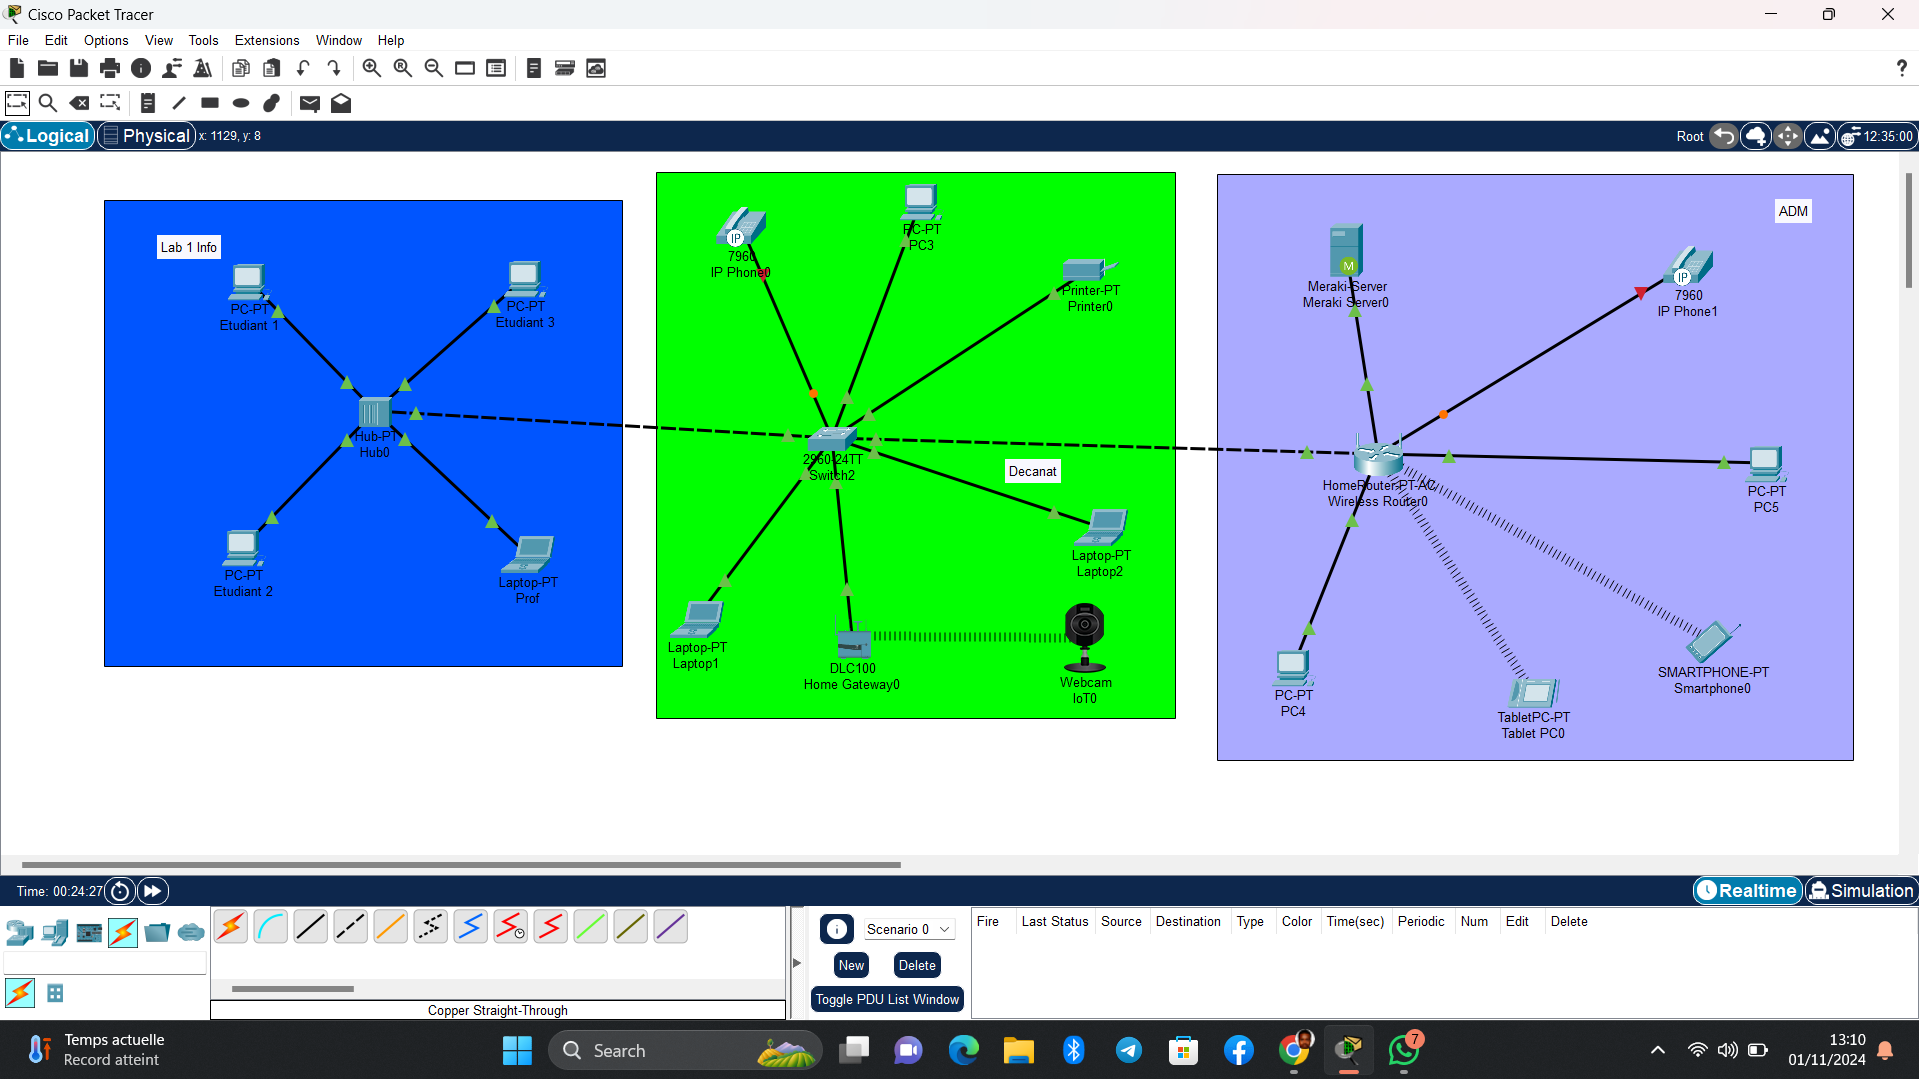 Cisco Packet Tracer
File Edit Options View Tools Extensions Window Help
?
Logical Physical x: 1129, y: 8
Root 12:35:00
Lab 1 Info
PC-PT
Etudiant 1
PC-PT
Etudiant 3
Hub-PT
Hub0
PC-PT
Etudiant 2
Laptop-PT
Prof
IP
7960
IP Phone0
PC-PT
PC3
Printer-PT
Printer0
2960-24TT
Switch2
Decanat
Laptop-PT
Laptop2
Laptop-PT
Laptop1
DLC100
Home Gateway0
Webcam
IoT0
ADM
M
Meraki-Server
Meraki Server0
IP
7960
IP Phone1
HomeRouter-PT-AC
Wireless Router0
PC-PT
PC5
PC-PT
PC4
TabletPC-PT
Tablet PC0
SMARTPHONE-PT
Smartphone0
Time: 00:24:27
Realtime Simulation
Scenario 0
New Delete
Toggle PDU List Window
Fire Last Status Source Destination Type Color Time(sec) Periodic Num Edit Delete
Copper Straight-Through
Temps actuelle
Record atteint
Search
7
13:10
01/11/2024